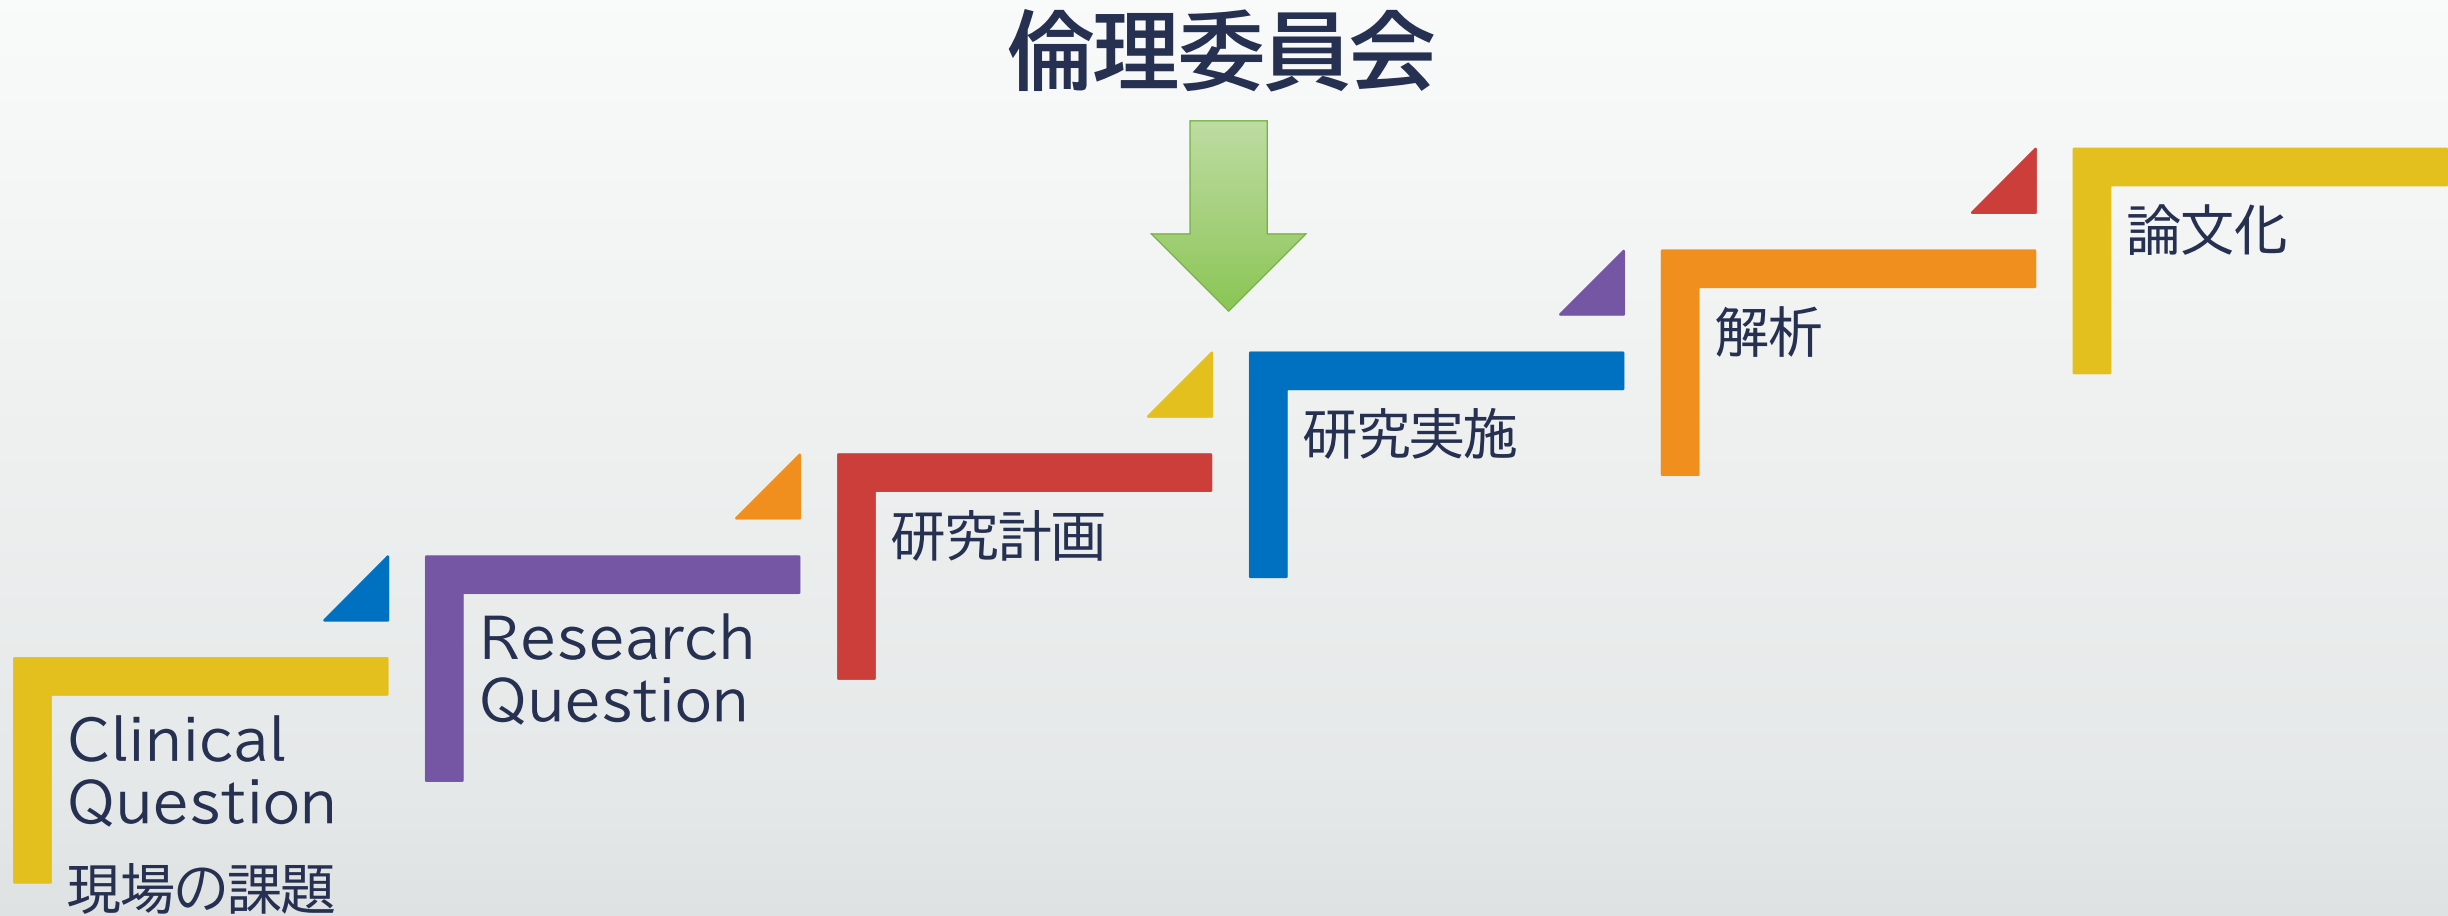 倫理委員会
Clinical
Question
現場の課題
Research
Question
研究計画
研究実施
解析
論文化